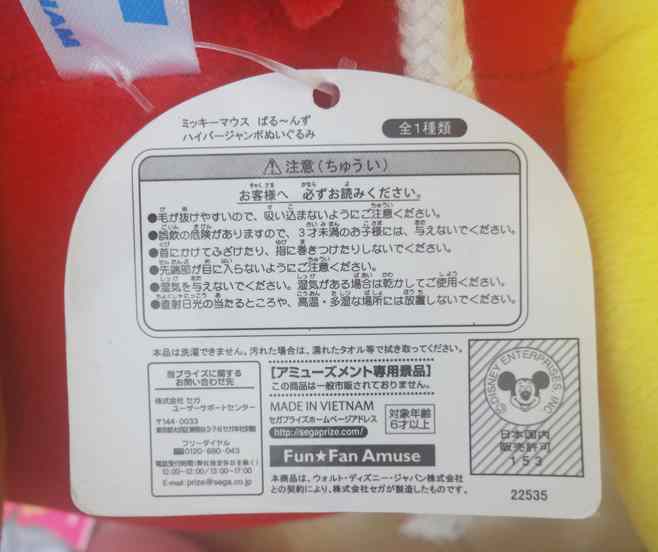 HAM
ミッキーマウス ばる〜んず
ハイパージャンボぬいぐるみ
全1種類
⚠注意(ちゅうい)
お客様へ 必ずお読みください。
●毛が抜けやすいので、吸い込まないようにご注意ください。
●誤飲の危険がありますので、3才未満のお子様には、与えないでください。
●首にかけてふざけたり、指に巻きつけたりしないでください。
●先端部が目に入らないようにご注意ください。
●湿気を与えないでください。湿気がある場合は乾かしてご使用ください。
●直射日光の当たるところや、高温・多湿な場所には放置しないでください。
本品は洗濯できません。汚れた場合は、濡れたタオル等で拭き取ってください。
当プライズに関する
お問い合わせ先
株式会社 セガ
ユーザーサポートセンター
〒144-0033
フリーダイヤル
0120-680-043
E-mail: prize@sega.co.jp
【アミューズメント専用景品】
この商品は一般市販されておりません。
MADE IN VIETNAM
セガプライズホームページアドレス
http://segaprize.com/
対象年齢
6才以上
Fun★Fan Amuse
本商品は、ウォルト・ディズニー・ジャパン株式会社
との契約により、株式会社セガが製造したものです。
©DISNEY ENTERPRISES INC
日本国内
販売許可
153
22535